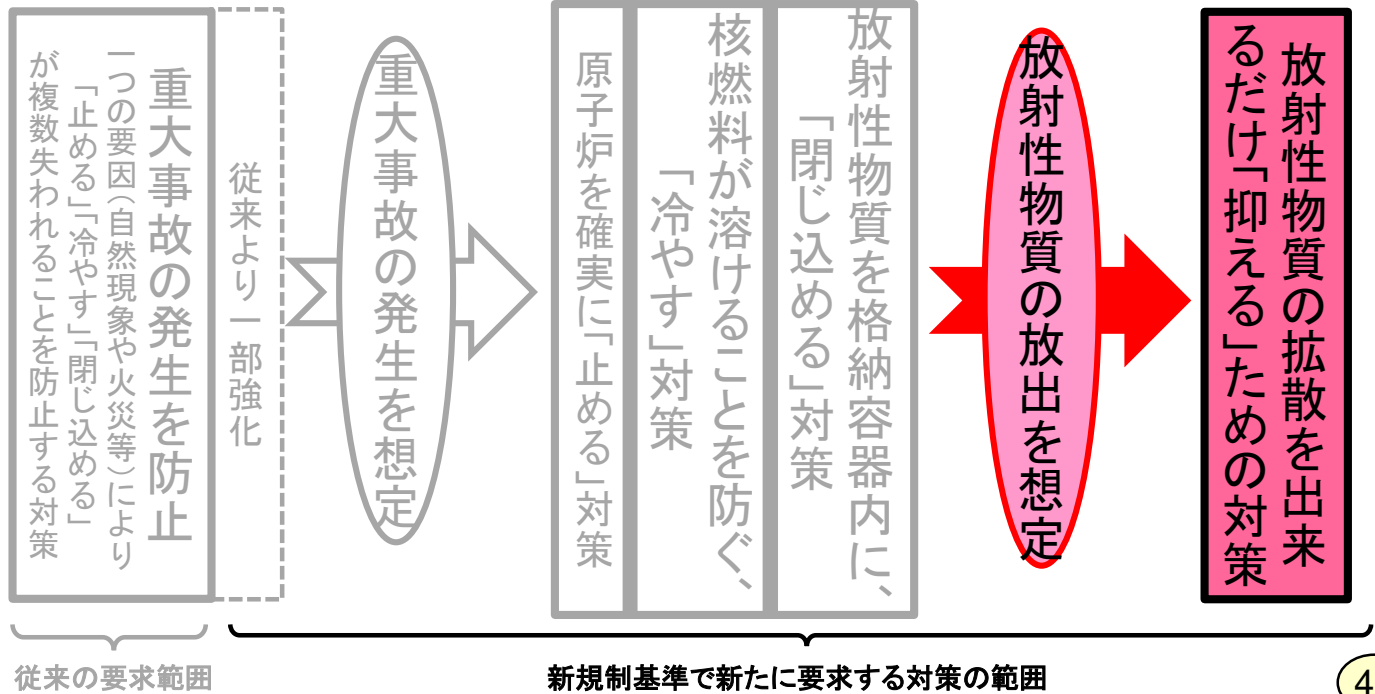 重大事故の発生を防止
一つの要因(自然現象や火災等)により
「止める」「冷やす」「閉じ込める」
が複数失われることを防止する対策
従来より一部強化
重大事故の発生を想定
原子炉を確実に「止める」対策
核燃料が溶けることを防ぐ、
「冷やす」対策
放射性物質を格納容器内に、
「閉じ込める」対策
放射性物質の放出を想定
放射性物質の拡散を出来
るだけ「抑える」ための対策
従来の要求範囲
新規制基準で新たに要求する対策の範囲
4